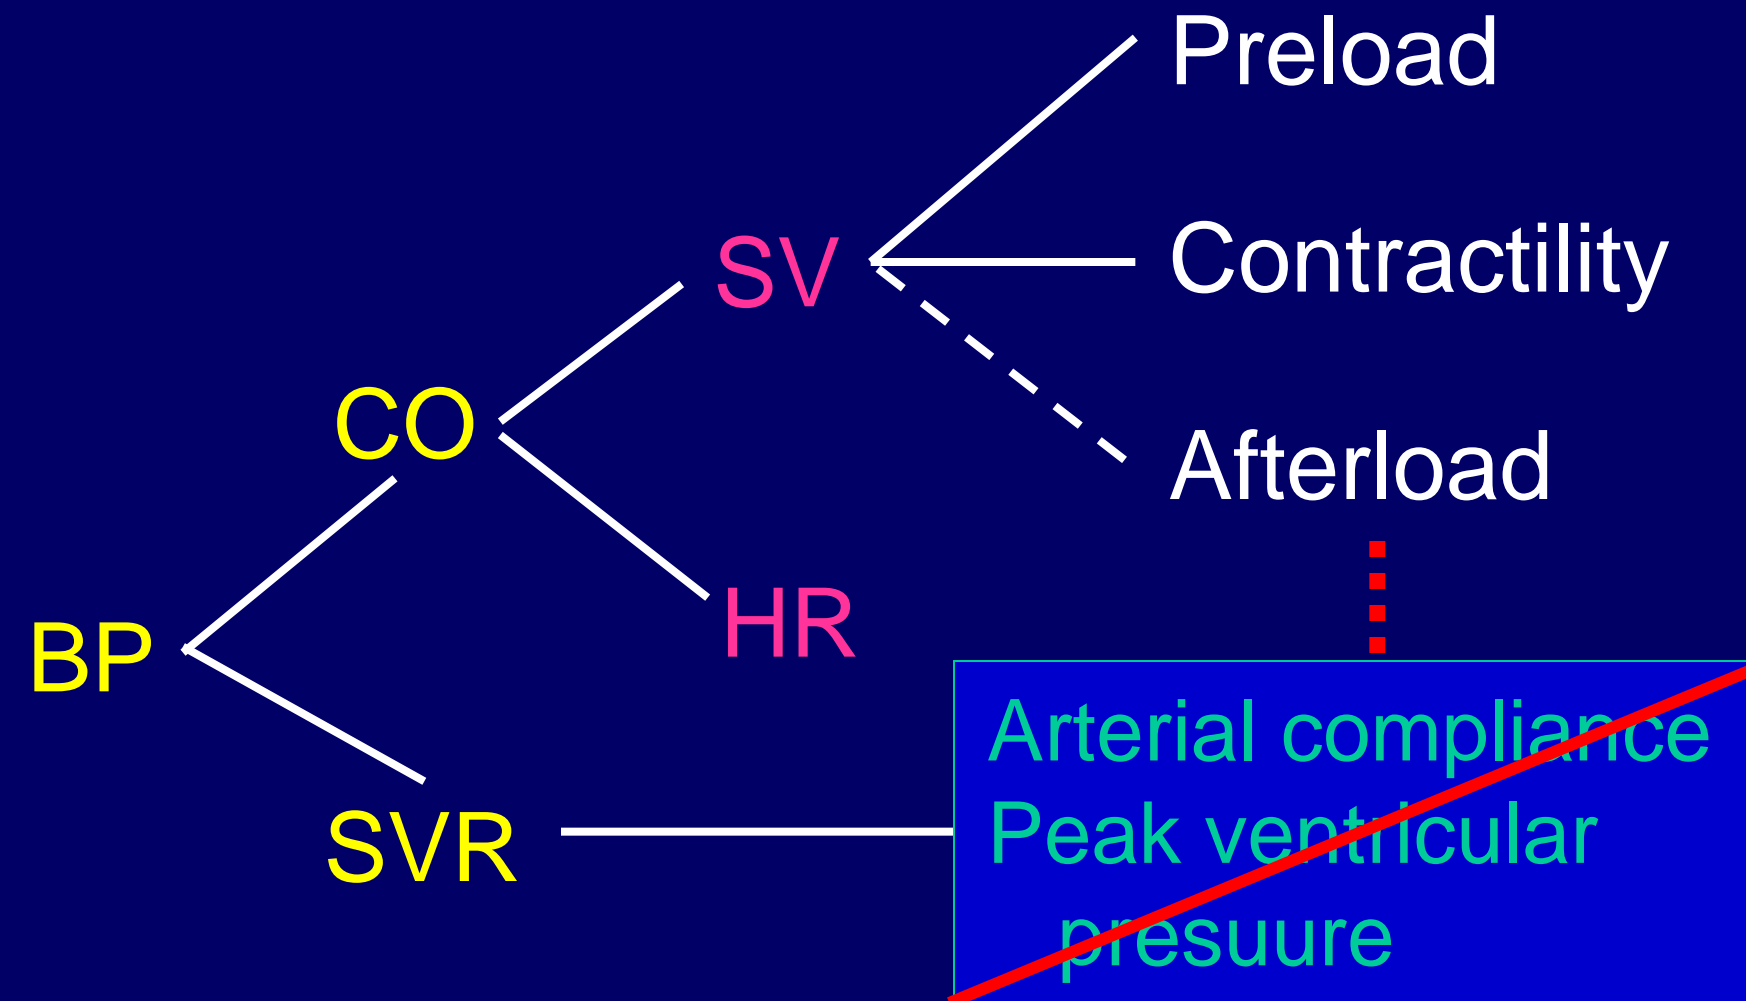 Preload
Contractility
SV
CO
Afterload
HR
BP
Arterial compliance
SVR
Peak ventricular
presuure